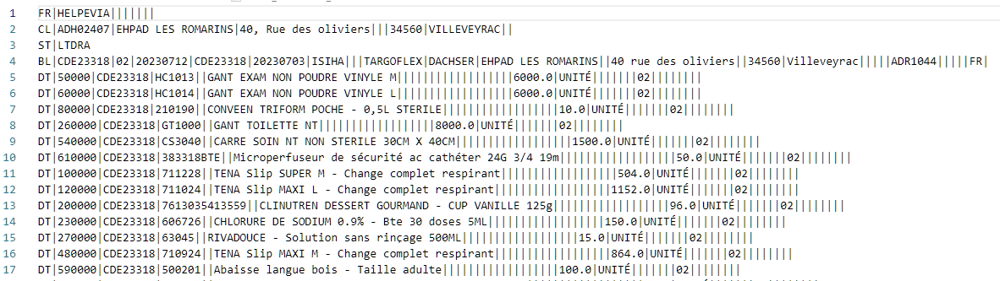 1 FR|HELPEVIA|||||||
2 CL|ADH02407|EHPAD LES ROMARINS|40, Rue des oliviers|||34560|VILLEVEYRAC||
3 ST|LTDRA
4 BL|CDE23318|02|20230712|CDE23318|20230703|ISIHA|||TARGOFLEX|DACHSER|EHPAD LES ROMARINS||40 rue des oliviers||34560|Villeveyrac|||||ADR1044|||||FR|
5 DT|50000|CDE23318|HC1013||GANT EXAM NON POUDRE VINYLE M||||||||||||||||||6000.0|UNITÉ|||||||02||||||||
6 DT|60000|CDE23318|HC1014||GANT EXAM NON POUDRE VINYLE L||||||||||||||||||6000.0|UNITÉ|||||||02||||||||
7 DT|80000|CDE23318|210190||CONVEEN TRIFORM POCHE - 0,5L STERILE||||||||||||||||||10.0|UNITÉ|||||||02||||||||
8 DT|260000|CDE23318|GT1000||GANT TOILETTE NT||||||||||||||||||8000.0|UNITÉ|||||||02||||||||
9 DT|540000|CDE23318|CS3040||CARRE SOIN NT NON STERILE 30CM X 40CM||||||||||||||||||1500.0|UNITÉ|||||||02||||||||
10 DT|610000|CDE23318|383318BTE||Microperfuseur de sécurité ac cathéter 24G 3/4 19m||||||||||||||||||50.0|UNITÉ|||||||02||||||||
11 DT|100000|CDE23318|711228||TENA Slip SUPER M - Change complet respirant||||||||||||||||||504.0|UNITÉ|||||||02||||||||
12 DT|120000|CDE23318|711024||TENA Slip MAXI L - Change complet respirant||||||||||||||||||1152.0|UNITÉ|||||||02||||||||
13 DT|200000|CDE23318|7613035413559||CLINUTREN DESSERT GOURMAND - CUP VANILLE 125g||||||||||||||||||96.0|UNITÉ|||||||02||||||||
14 DT|230000|CDE23318|606726||CHLORURE DE SODIUM 0.9% - Bte 30 doses 5ML||||||||||||||||||150.0|UNITÉ|||||||02||||||||
15 DT|270000|CDE23318|63045||RIVADOUCE - Solution sans rinçage 500ML||||||||||||||||||15.0|UNITÉ|||||||02||||||||
16 DT|480000|CDE23318|710924||TENA Slip MAXI M - Change complet respirant||||||||||||||||||864.0|UNITÉ|||||||02||||||||
17 DT|590000|CDE23318|500201||Abaisse langue bois - Taille adulte||||||||||||||||||100.0|UNITÉ|||||||02||||||||